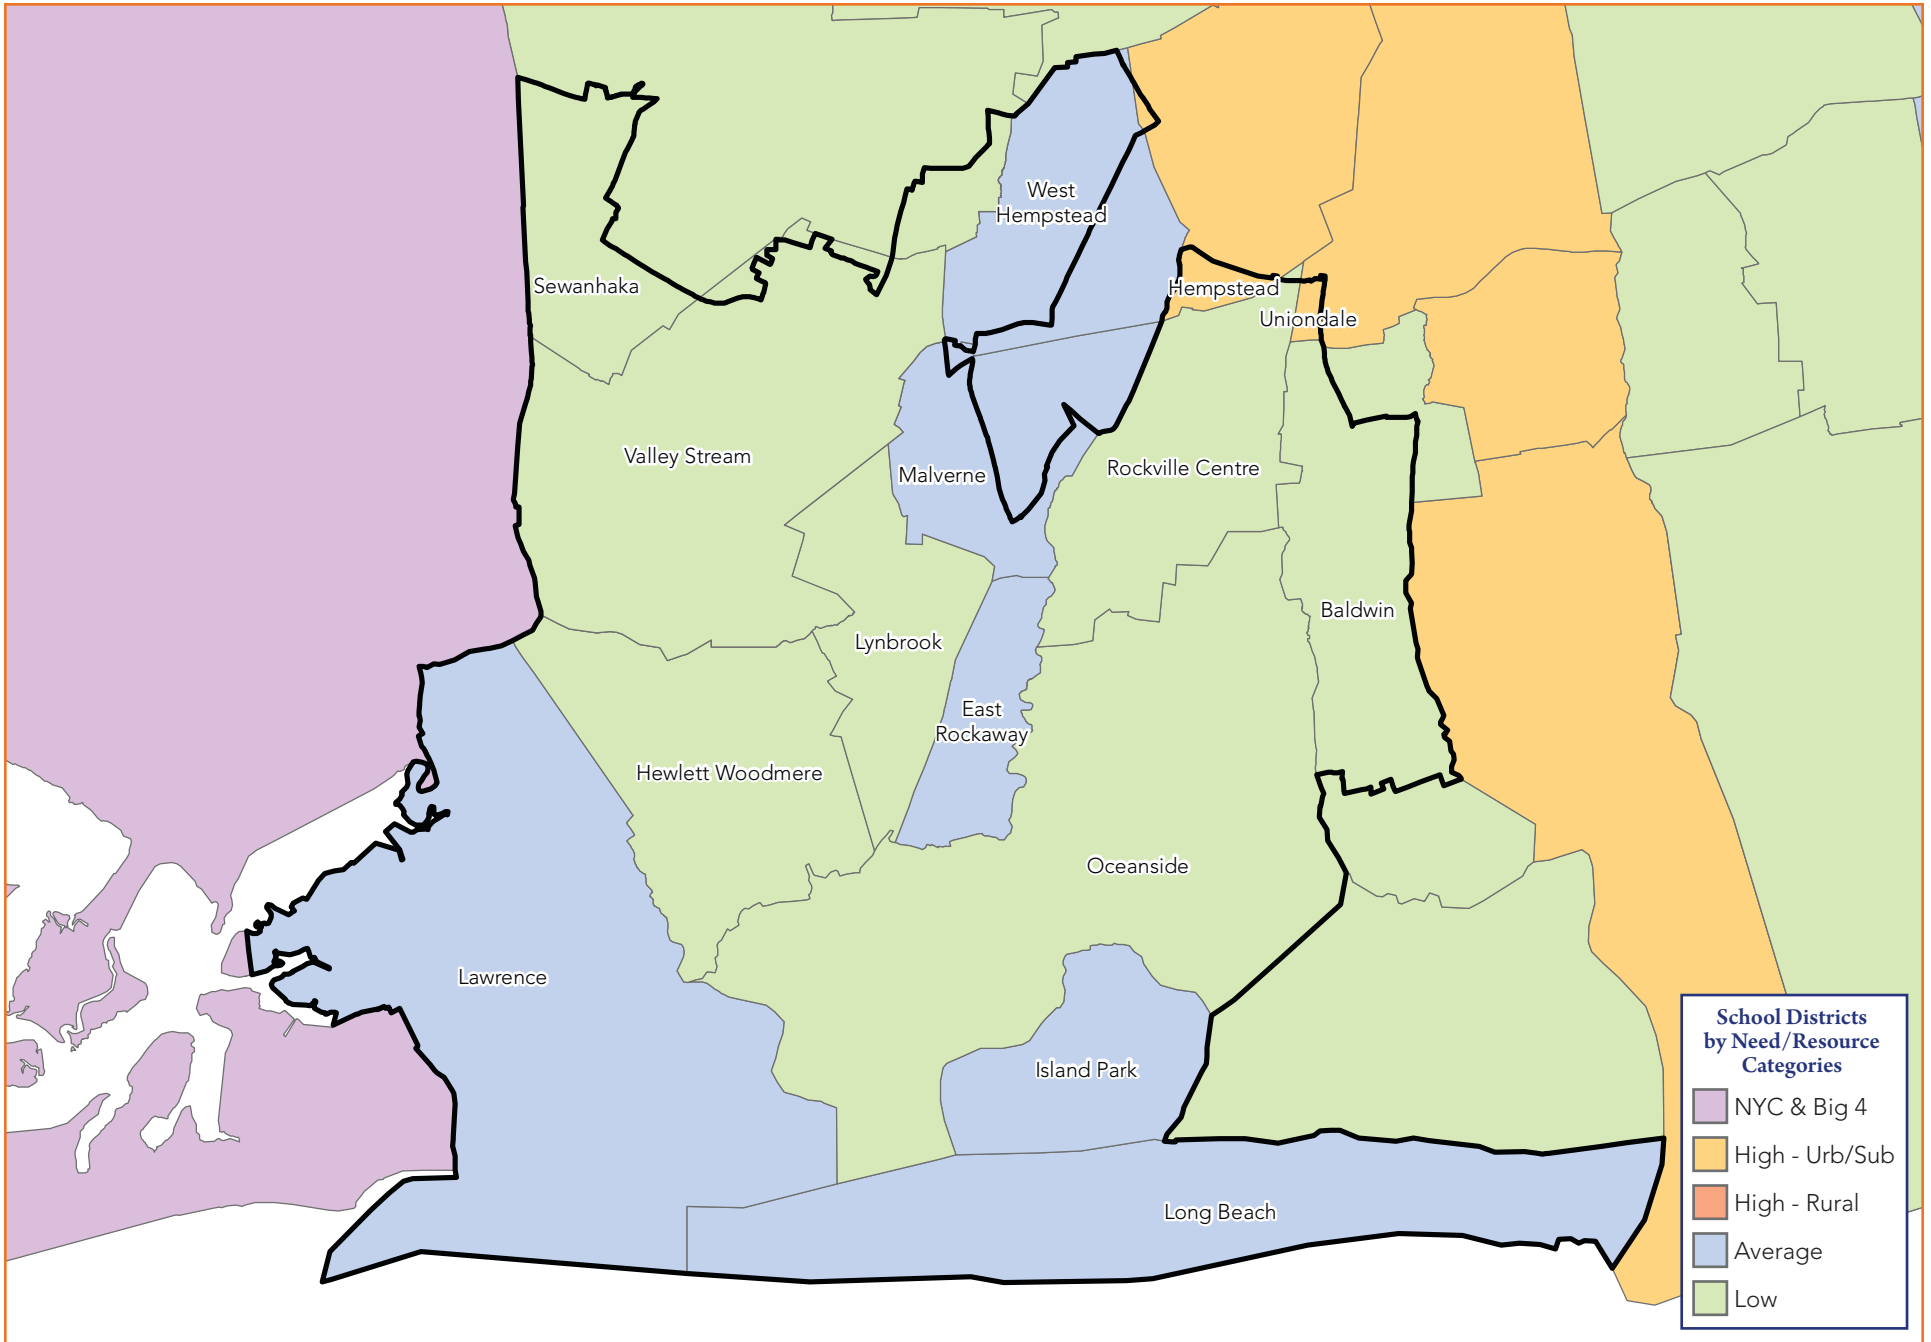 West
Hempstead
Sewanhaka
Hempstead
Uniondale
Valley Stream
Malverne
Rockville Centre
Baldwin
Lynbrook
East
Rockaway
Hewlett Woodmere
Oceanside
Lawrence
Island Park
Long Beach
School Districts
by Need/Resource
Categories
NYC & Big 4
High - Urb/Sub
High - Rural
Average
Low